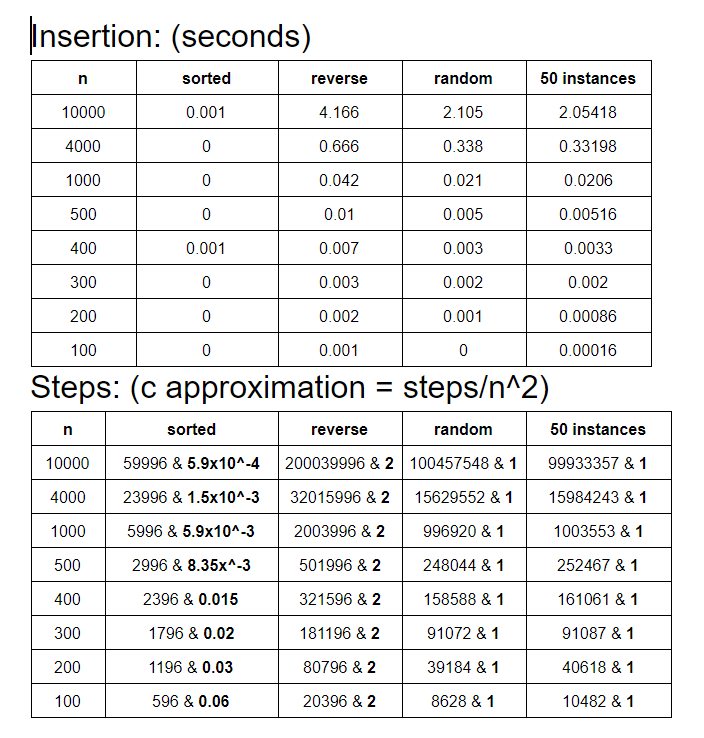 Insertion: (seconds)
n sorted reverse random 50 instances
10000 0.001 4.166 2.105 2.05418
4000 0 0.666 0.338 0.33198
1000 0 0.042 0.021 0.0206
500 0 0.01 0.005 0.00516
400 0.001 0.007 0.003 0.0033
300 0 0.003 0.002 0.002
200 0 0.002 0.001 0.00086
100 0 0.001 0 0.00016
Steps: (c approximation = steps/n^2)
n sorted reverse random 50 instances
10000 59996 & 5.9x10^-4 200039996 & 2 100457548 & 1 99933357 & 1
4000 23996 & 1.5x10^-3 32015996 & 2 15629552 & 1 15984243 & 1
1000 5996 & 5.9x10^-3 2003996 & 2 996920 & 1 1003553 & 1
500 2996 & 8.35x^-3 501996 & 2 248044 & 1 252467 & 1
400 2396 & 0.015 321596 & 2 158588 & 1 161061 & 1
300 1796 & 0.02 181196 & 2 91072 & 1 91087 & 1
200 1196 & 0.03 80796 & 2 39184 & 1 40618 & 1
100 596 & 0.06 20396 & 2 8628 & 1 10482 & 1